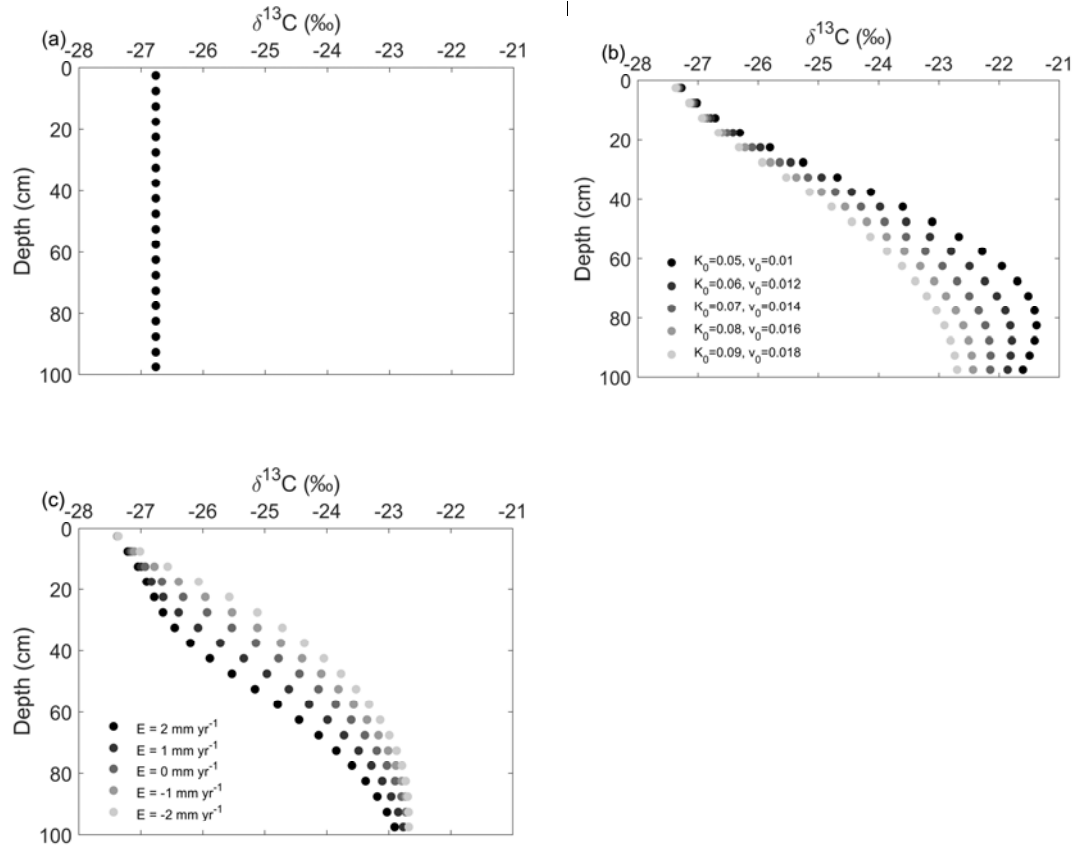 δ¹³C (‰)
(a)
-28 -27 -26 -25 -24 -23 -22 -21
0
20
40
60
80
100
Depth (cm)
δ¹³C (‰)
(b)
-28 -27 -26 -25 -24 -23 -22 -21
0
20
40
60
80
100
Depth (cm)
K₀=0.05, v₀=0.01
K₀=0.06, v₀=0.012
K₀=0.07, v₀=0.014
K₀=0.08, v₀=0.016
K₀=0.09, v₀=0.018
δ¹³C (‰)
(c)
-28 -27 -26 -25 -24 -23 -22 -21
0
20
40
60
80
100
Depth (cm)
E = 2 mm yr⁻¹
E = 1 mm yr⁻¹
E = 0 mm yr⁻¹
E = -1 mm yr⁻¹
E = -2 mm yr⁻¹